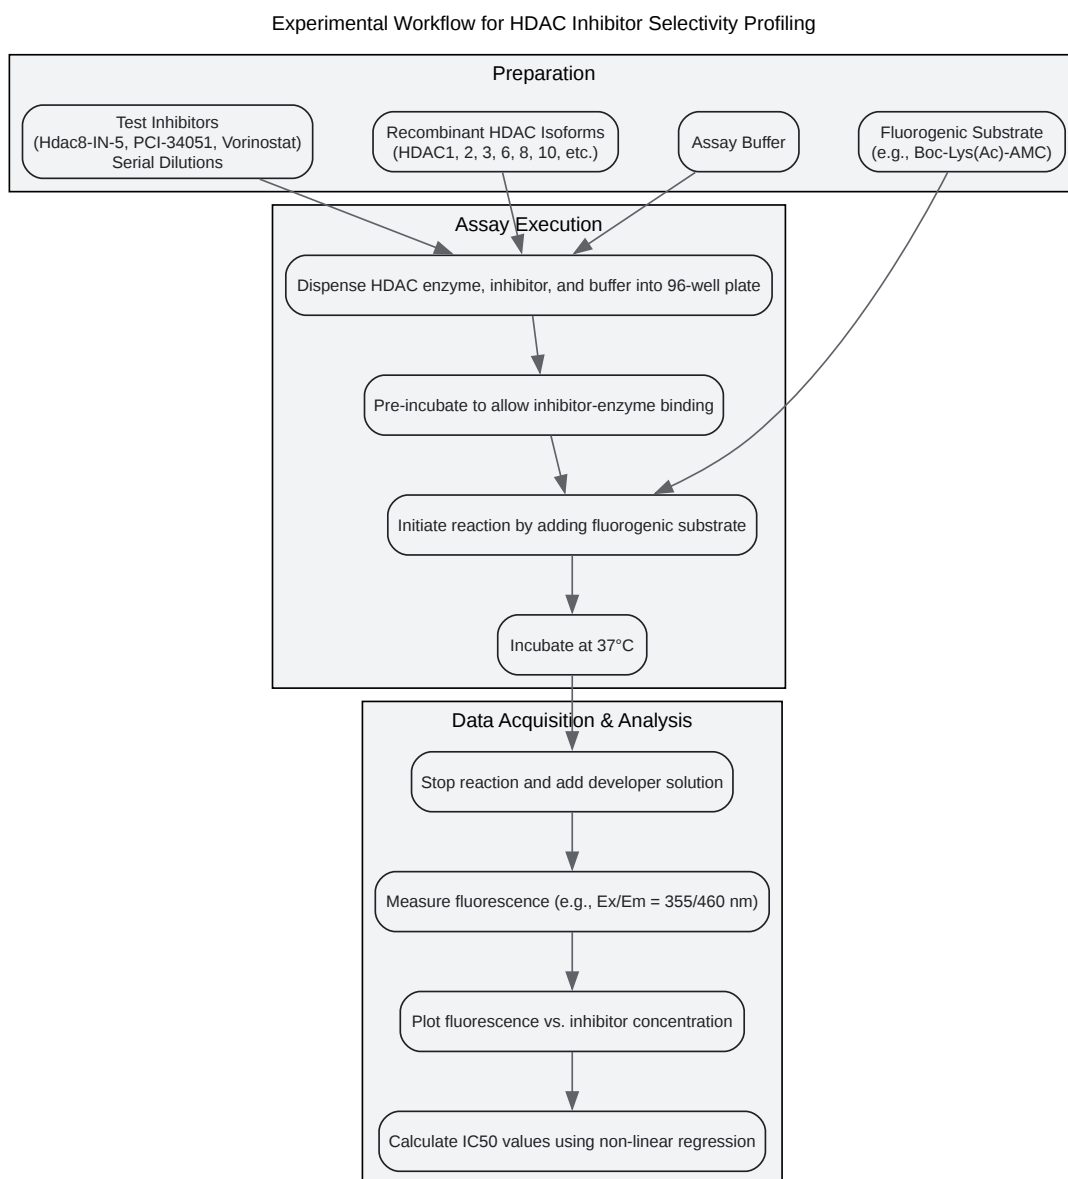 Experimental Workflow for HDAC Inhibitor Selectivity Profiling
Preparation
Test Inhibitors
(Hdac8-IN-5, PCI-34051, Vorinostat)
Serial Dilutions
Recombinant HDAC Isoforms
(HDAC1, 2, 3, 6, 8, 10, etc.)
Assay Buffer
Fluorogenic Substrate
(e.g., Boc-Lys(Ac)-AMC)
Assay Execution
Dispense HDAC enzyme, inhibitor, and buffer into 96-well plate
Pre-incubate to allow inhibitor-enzyme binding
Initiate reaction by adding fluorogenic substrate
Incubate at 37°C
Data Acquisition & Analysis
Stop reaction and add developer solution
Measure fluorescence (e.g., Ex/Em = 355/460 nm)
Plot fluorescence vs. inhibitor concentration
Calculate IC50 values using non-linear regression